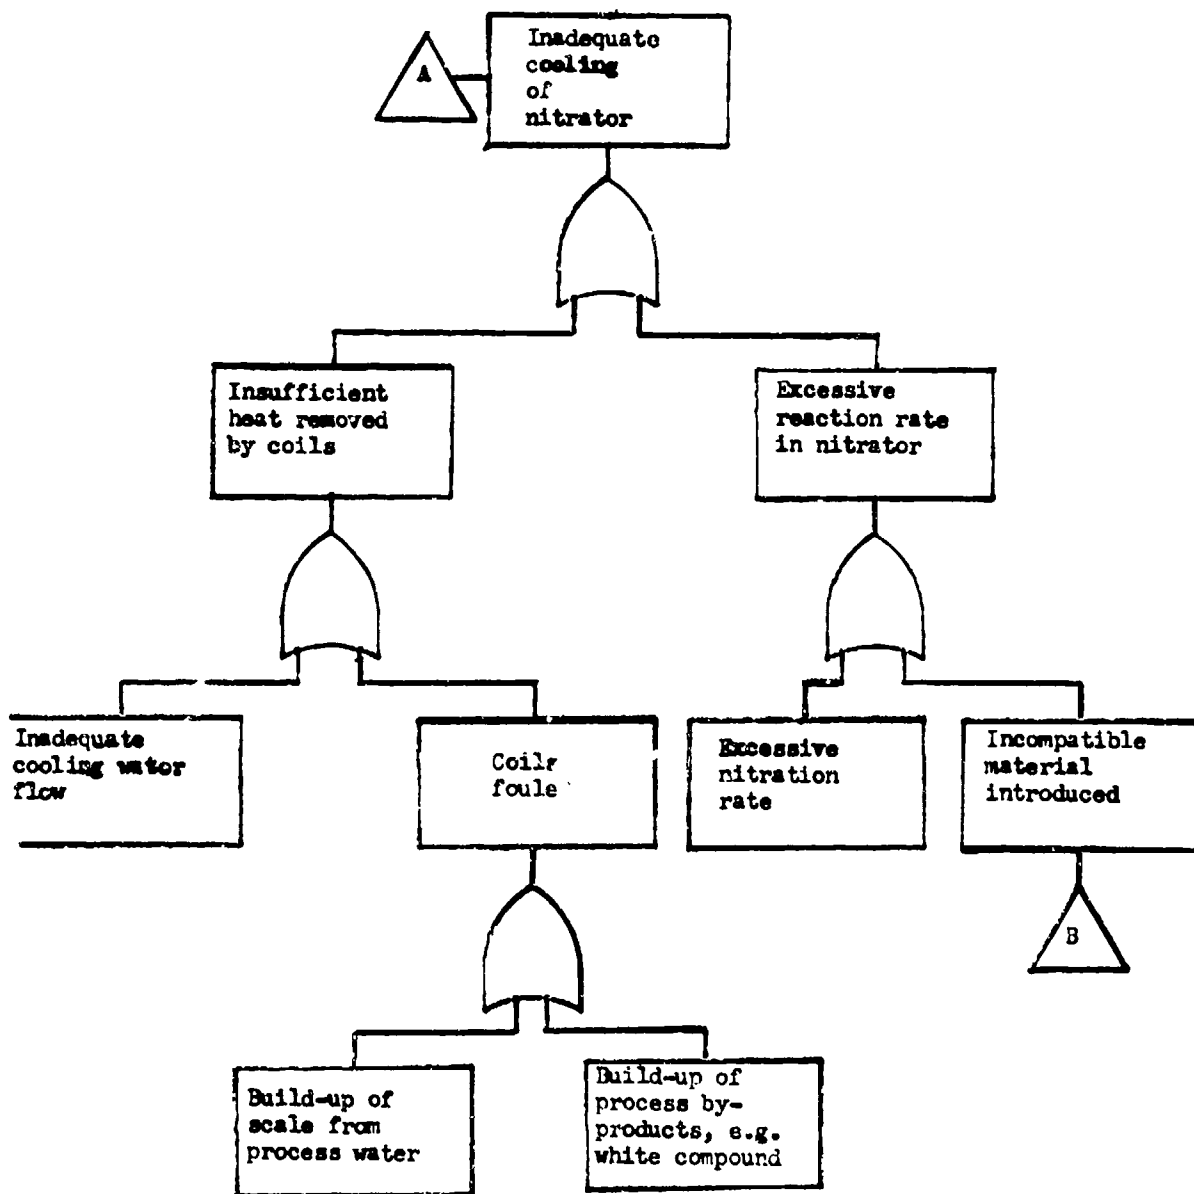 A
Inadequate
cooling
of
nitrator
Insufficient
heat removed
by coils
Excessive
reaction rate
in nitrator
Inadequate
cooling water
flow
Coils
foule
Excessive
nitration
rate
Incompatible
material
introduced
B
Build-up of
scale from
process water
Build-up of
process by-
products, e.g.
white compound